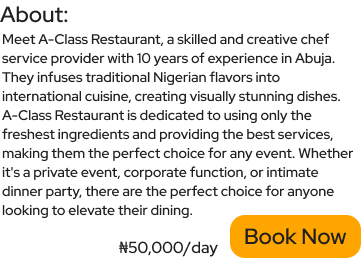 About:
Meet A-Class Restaurant, a skilled and creative chef
service provider with 10 years of experience in Abuja.
They infuses traditional Nigerian flavors into
international cuisine, creating visually stunning dishes.
A-Class Restaurant is dedicated to using only the
freshest ingredients and providing the best services,
making them the perfect choice for any event. Whether
it's a private event, corporate function, or intimate
dinner party, there are the perfect choice for anyone
looking to elevate their dining.
₦50,000/day
Book Now